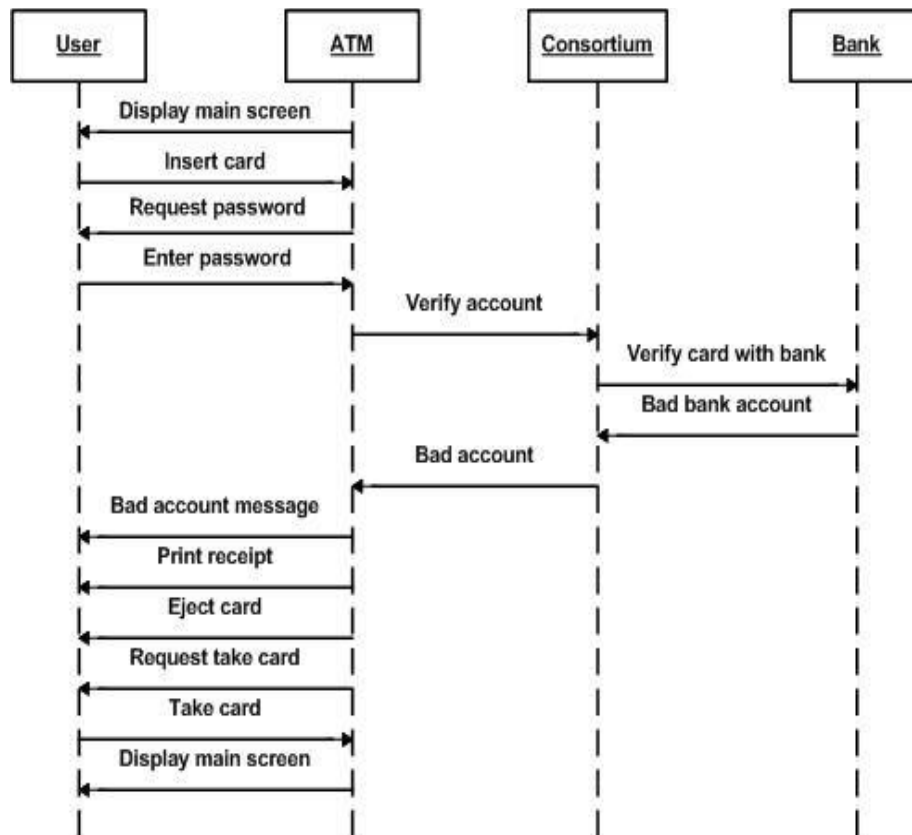 User
ATM
Consortium
Bank
Display main screen
Insert card
Request password
Enter password
Verify account
Verify card with bank
Bad bank account
Bad account
Bad account message
Print receipt
Eject card
Request take card
Take card
Display main screen